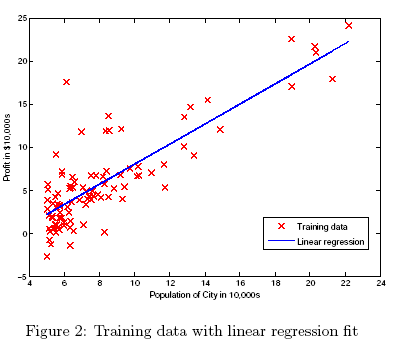 25
20
15
10
5
0
−5
4 6 8 10 12 14 16 18 20 22 24
Profit in $10,000s
Population of City in 10,000s
Training data
Linear regression
Figure 2: Training data with linear regression fit